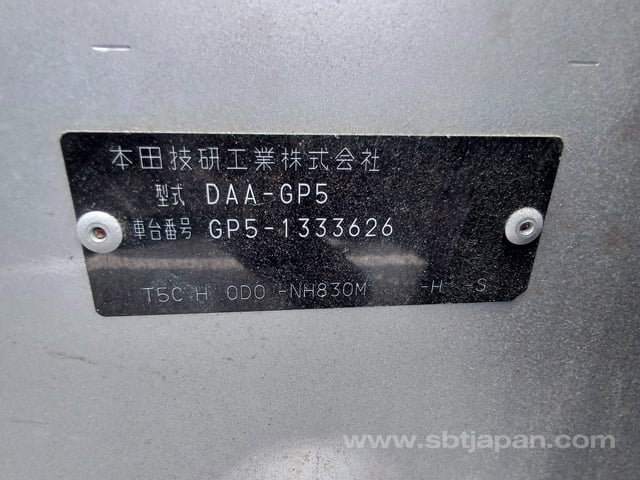 本田技研工業株式会社
型式 DAA-GP5
車台番号 GP5-1333626
T5C H 0D0 -NH830M -H -S
www.sbtjapan.com